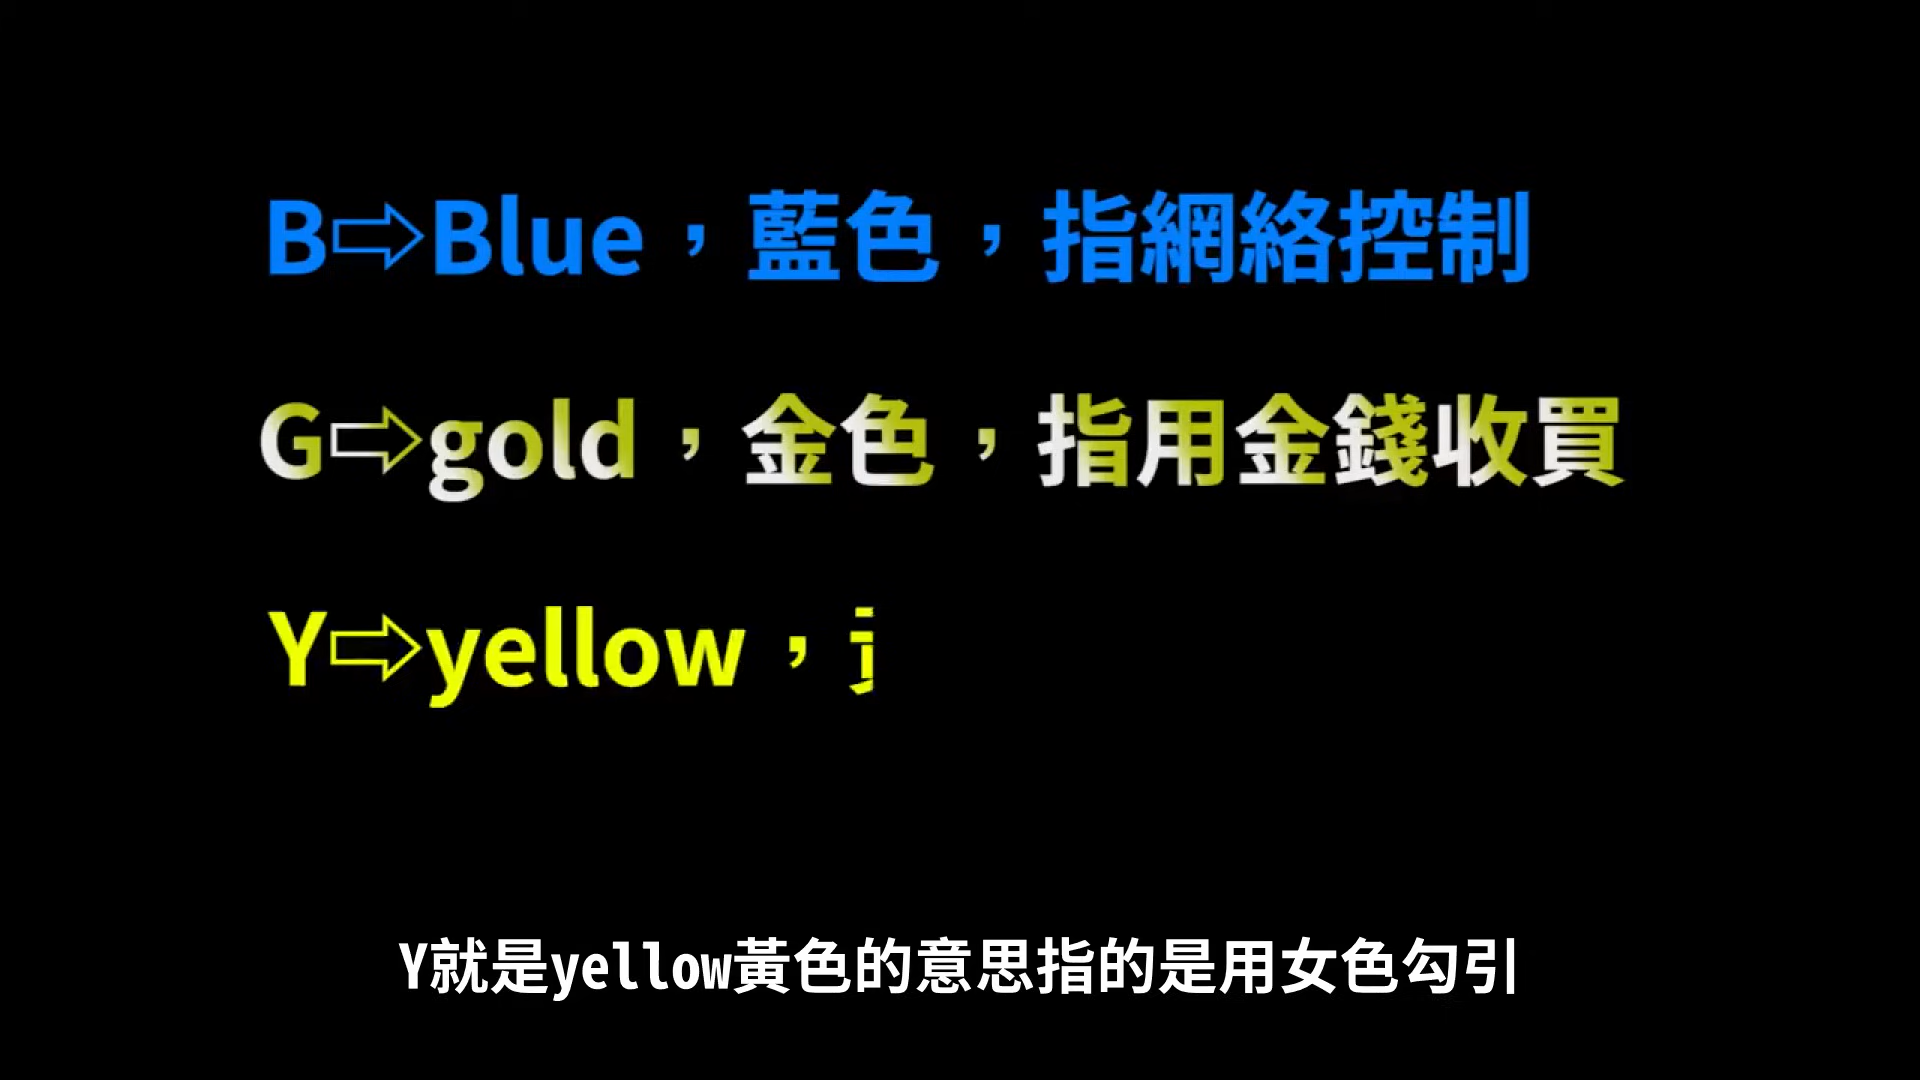 B⇨Blue，藍色，指網絡控制
G⇨gold，金色，指用金錢收買
Y⇨yellow，
Y就是yellow黃色的意思指的是用女色勾引